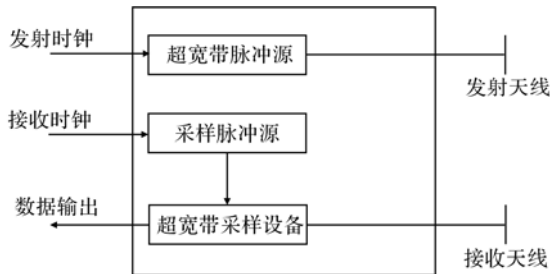 发射时钟
超宽带脉冲源
发射天线
接收时钟
采样脉冲源
数据输出
超宽带采样设备
接收天线